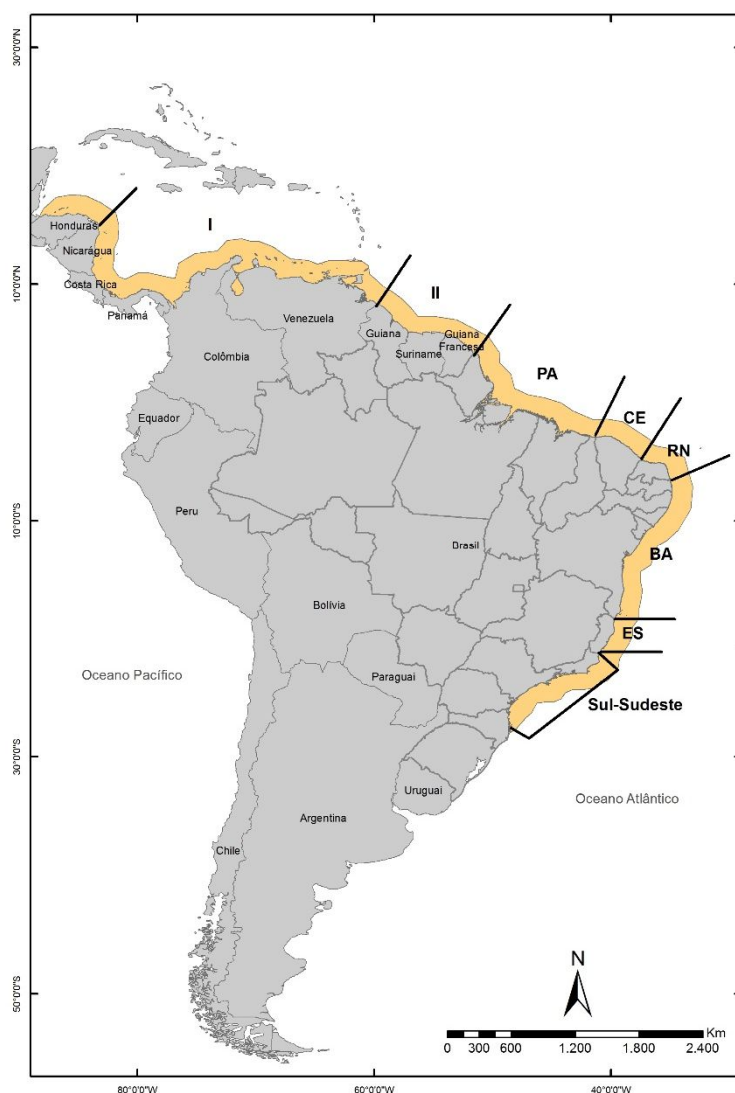 30°0'0"N
Honduras
I
Nicarágua
10°0'0"N
Costa Rica
II
Panamá
Venezuela
Guiana
Guiana
Francesa
Suriname
Colômbia
PA
CE
Equador
RN
Peru
10°0'0"S
Brasil
BA
Bolívia
ES
Oceano Pacífico
Paraguai
Sul-Sudeste
30°0'0"S
Uruguai
Oceano Atlântico
Argentina
Chile
N
50°0'0"S
Km
0 300 600 1.200 1.800 2.400
80°0'0"W 60°0'0"W 40°0'0"W